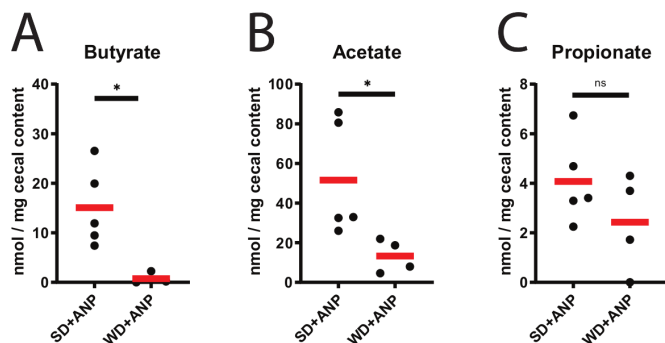 A
Butyrate
nmol / mg cecal content
40
30
20
10
0
*
SD+ANP
WD+ANP
B
Acetate
nmol / mg cecal content
100
80
60
40
20
0
*
SD+ANP
WD+ANP
C
Propionate
nmol / mg cecal content
8
6
4
2
0
ns
SD+ANP
WD+ANP